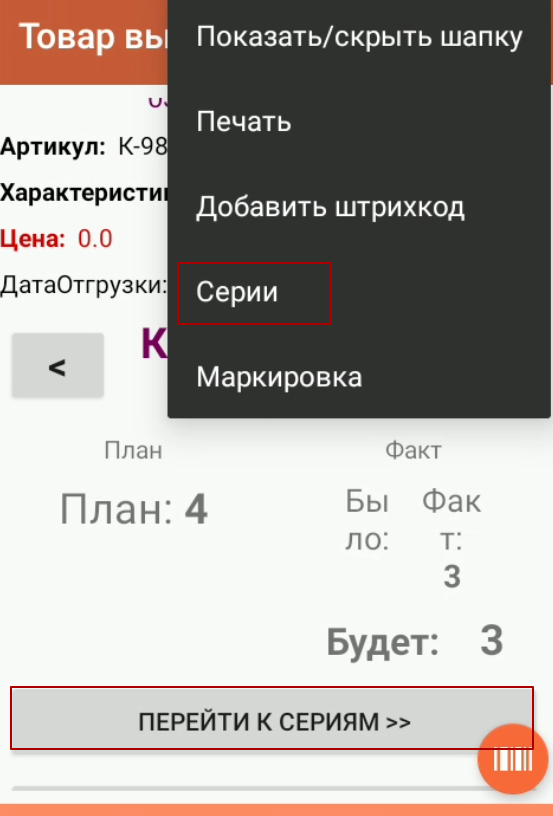 Товар вы
Показать/скрыть шапку
Печать
Артикул: К-98
Добавить штрихкод
Цена: 0.0
ДатаОтгрузки:
Серии
<
К
Маркировка
План
Факт
План: 4
Бы
ло:
Фак
т:
3
Будет: 3
ПЕРЕЙТИ К СЕРИЯМ >>